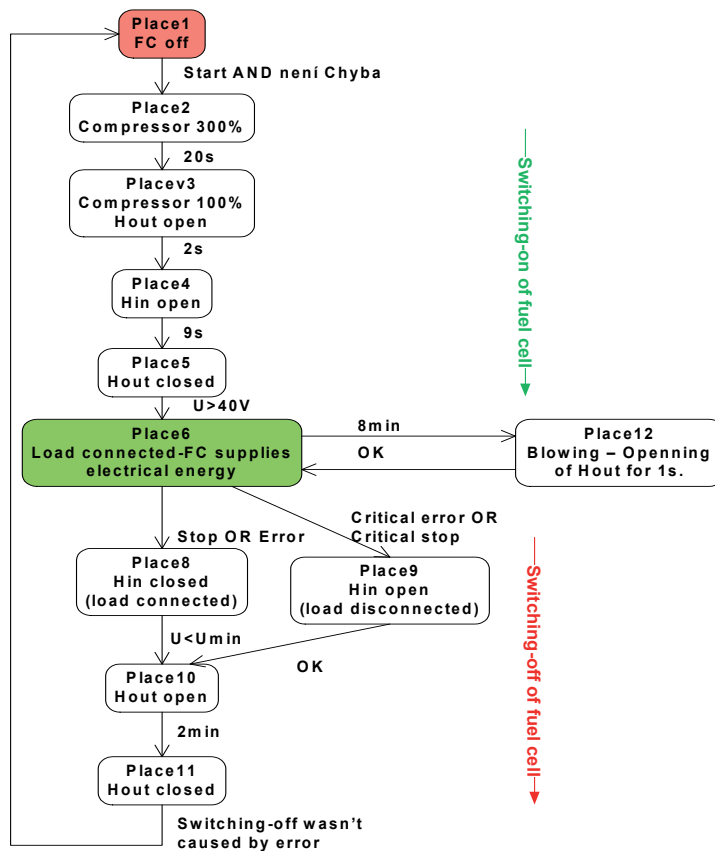 Place1
FC off
Start AND není Chyba
Place2
Compressor 300%
20s
Placev3
Compressor 100%
Hout open
2s
Place4
Hin open
9s
Place5
Hout closed
U>40V
Switching-on of fuel cell
Place6
Load connected-FC supplies
electrical energy
8min
OK
Place12
Blowing – Openning
of Hout for 1s.
Stop OR Error
Critical error OR
Critical stop
Place8
Hin closed
(load connected)
Place9
Hin open
(load disconnected)
U<Umin
OK
Place10
Hout open
2min
Place11
Hout closed
Switching-off of fuel cell
Switching-off wasn't
caused by error